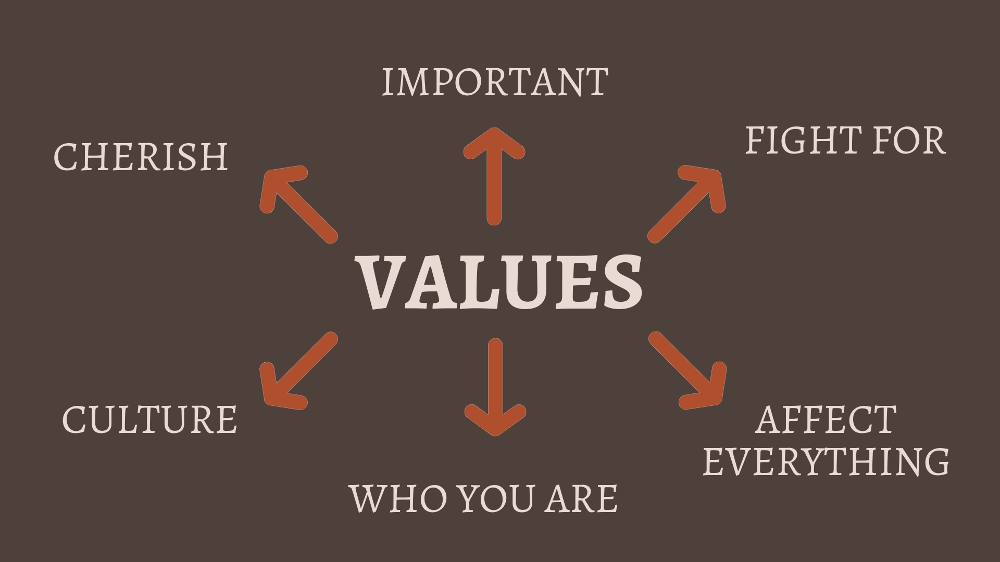 IMPORTANT
FIGHT FOR
CHERISH
VALUES
CULTURE
AFFECT
EVERYTHING
WHO YOU ARE